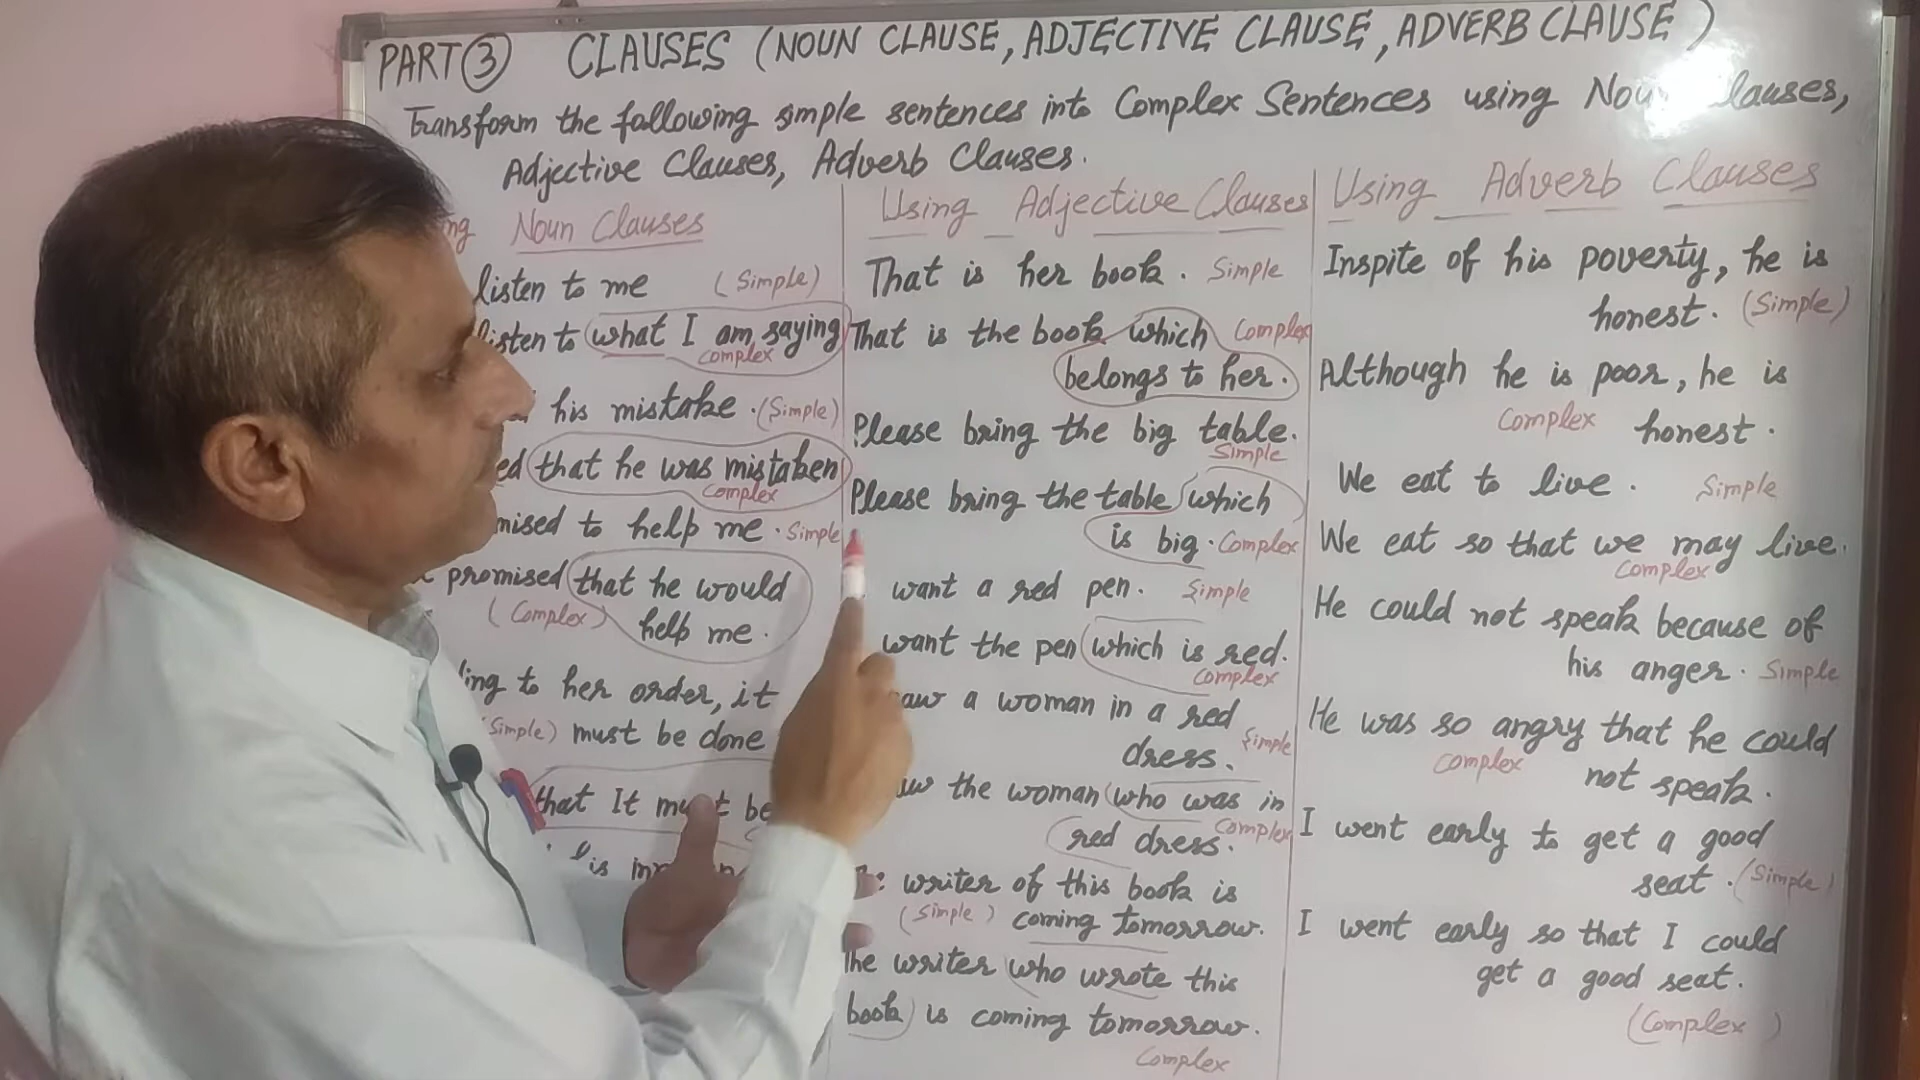 PART 3 CLAUSES (NOUN CLAUSE, ADJECTIVE CLAUSE, ADVERB CLAUSE)
Transform the following simple sentences into Complex Sentences using Clauses,
Adjective Clauses, Adverb Clauses.
Noun Clauses
listen to me (Simple)
to what I am saying
complex
his mistake. (Simple)
that he was mistaken
Complex
to help me. Simple
promised that he would
(Complex) help me.
to her order, it
(Simple) must be done
that It be
is
Using Adjective Clauses
That is her book. Simple
That is the book which Complex
belongs to her.
Please bring the big table.
Simple
Please bring the table which
is big. Complex
want a red pen. Simple
want the pen which is red.
Complex
a woman in a red
dress. Simple
the woman who was in
red dress. Complex
writer of this book is
(Simple) coming tomorrow.
The writer who wrote this
book is coming tomorrow.
Complex
Using Adverb Clauses
Inspite of his poverty, he is
honest. (Simple)
Although he is poor, he is
Complex honest.
We eat to live. Simple
We eat so that we may live.
Complex
He could not speak because of
his anger. Simple
He was so angry that he could
complex not speak.
I went early to get a good
seat. (Simple)
I went early so that I could
get a good seat.
(Complex)